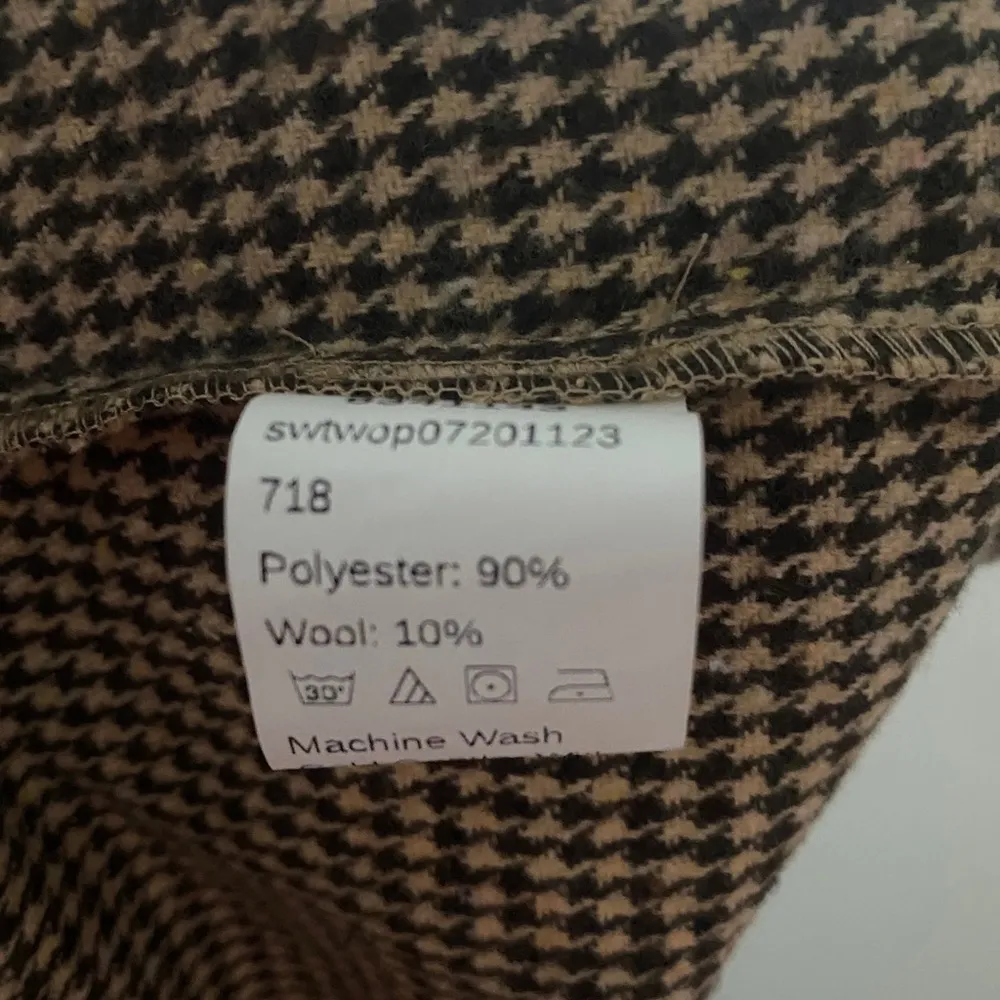 swtwop07201123
718
Polyester: 90%
Wool: 10%
30°
Machine Wash